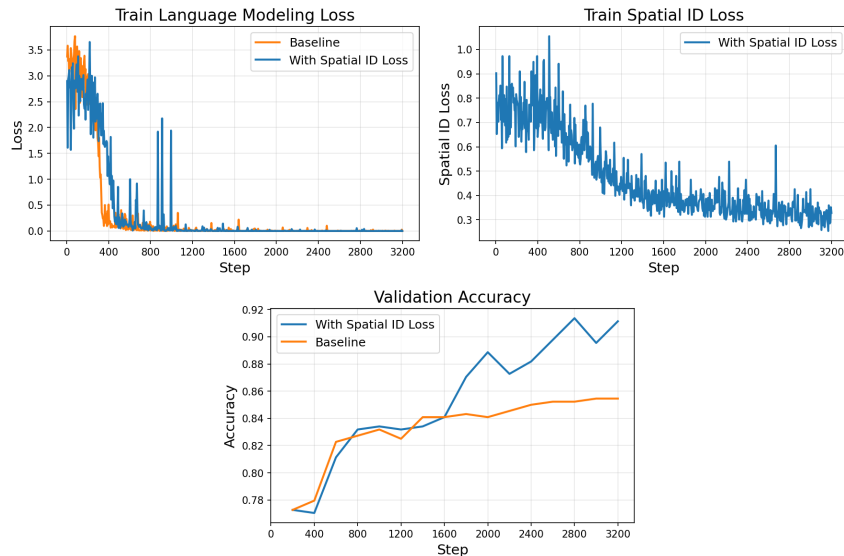 Train Language Modeling Loss
Loss
3.5
3.0
2.5
2.0
1.5
1.0
0.5
0.0
Baseline
With Spatial ID Loss
0 400 800 1200 1600 2000 2400 2800 3200
Step
Train Spatial ID Loss
Spatial ID Loss
1.0
0.9
0.8
0.7
0.6
0.5
0.4
0.3
With Spatial ID Loss
0 400 800 1200 1600 2000 2400 2800 3200
Step
Validation Accuracy
Accuracy
0.92
0.90
0.88
0.86
0.84
0.82
0.80
0.78
With Spatial ID Loss
Baseline
0 400 800 1200 1600 2000 2400 2800 3200
Step